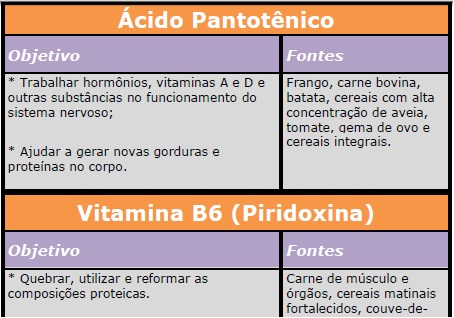 Ácido Pantotênico
Objetivo
Fontes
* Trabalhar hormônios, vitaminas A e D e
outras substâncias no funcionamento do
sistema nervoso;
* Ajudar a gerar novas gorduras e
proteínas no corpo.
Frango, carne bovina,
batata, cereais com alta
concentração de aveia,
tomate, gema de ovo e
cereais integrais.
Vitamina B6 (Piridoxina)
Objetivo
Fontes
* Quebrar, utilizar e reformar as
composições proteicas.
Carne de músculo e
órgãos, cereais matinais
fortalecidos, couve-de-